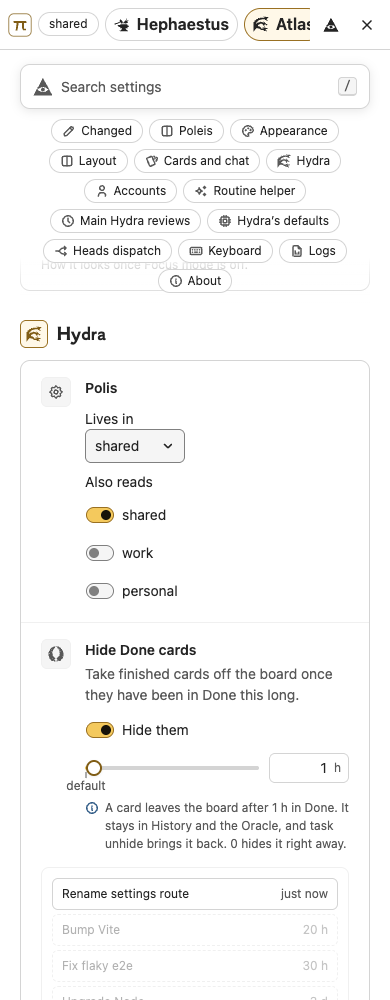 π shared Hephaestus Atlas
Search settings /
Changed Poleis Appearance
Layout Cards and chat Hydra
Accounts Routine helper
Main Hydra reviews Hydra's defaults
Heads dispatch Keyboard Logs
How it looks once Focus mode is off.
About
Hydra
Polis
Lives in
shared
Also reads
shared
work
personal
Hide Done cards
Take finished cards off the board once
they have been in Done this long.
Hide them
1 h
default
A card leaves the board after 1 h in Done. It
stays in History and the Oracle, and task
unhide brings it back. 0 hides it right away.
Rename settings route just now
Bump Vite 20 h
Fix flaky e2e 30 h
Upgrade Node 2 d